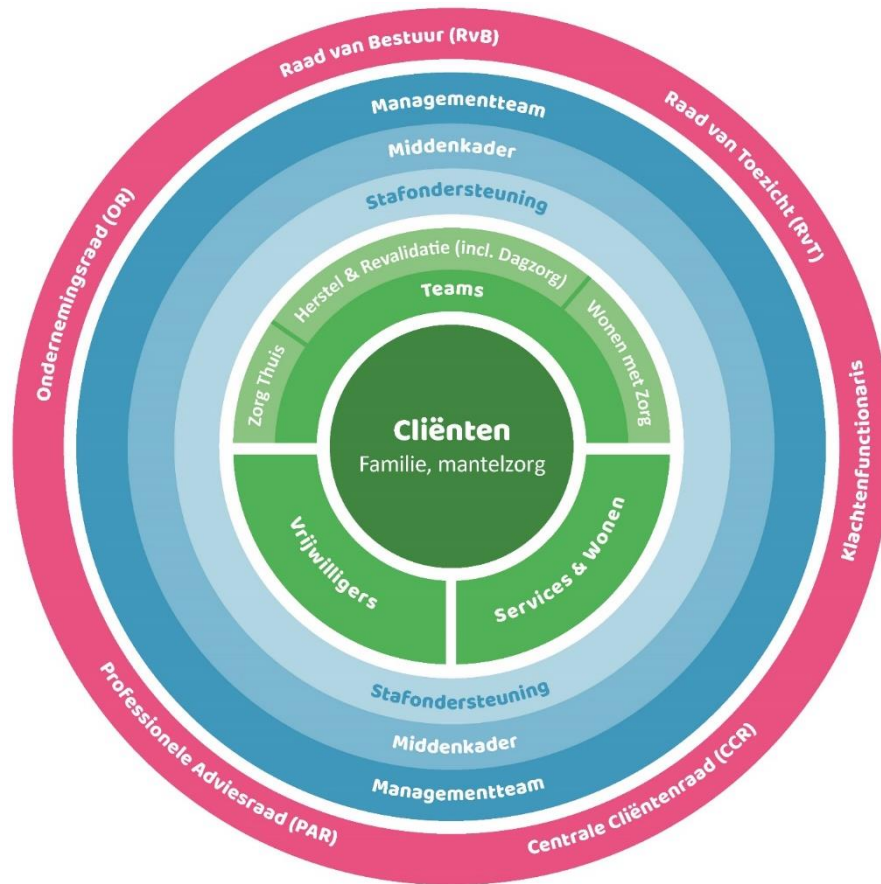 Raad van Bestuur (RvB)
Raad van Toezicht (RvT)
Ondernemingsraad (OR)
Klachtenfunctionaris
Professionele Adviesraad (PAR)
Centrale Cliëntenraad (CCR)
Managementteam
Middenkader
Stafondersteuning
Herstel & Revalidatie (incl. Dagzorg)
Zorg Thuis
Wonen met Zorg
Teams
Cliënten
Familie, mantelzorg
Vrijwilligers
Services & Wonen
Stafondersteuning
Middenkader
Managementteam